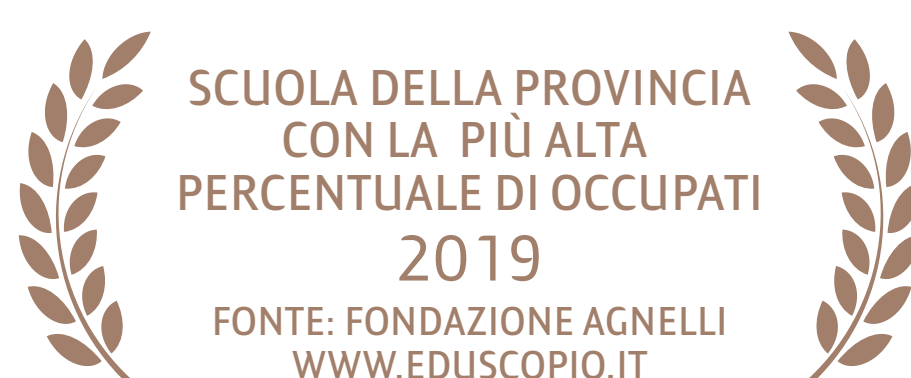 SCUOLA DELLA PROVINCIA
CON LA PIÙ ALTA
PERCENTUALE DI OCCUPATI
2019
FONTE: FONDAZIONE AGNELLI
WWW.EDUSCOPIO.IT